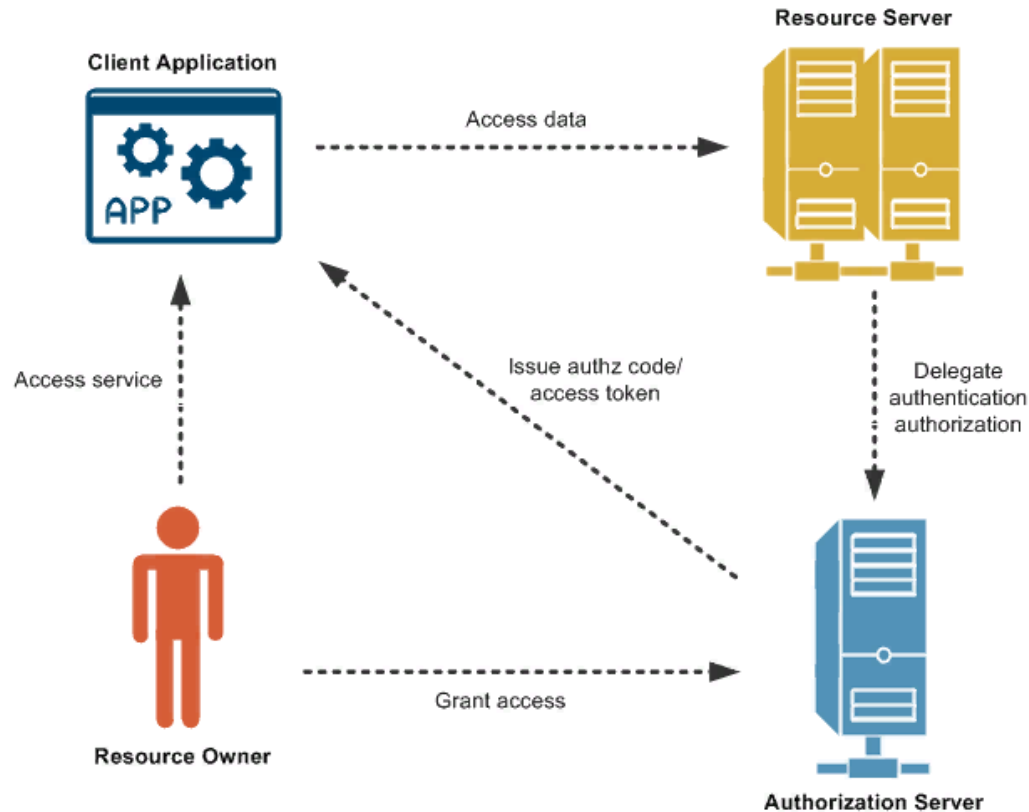 Resource Server
Client Application
Access data
APP
Issue authz code/
access token
Delegate
authentication
authorization
Access service
Grant access
Resource Owner
Authorization Server